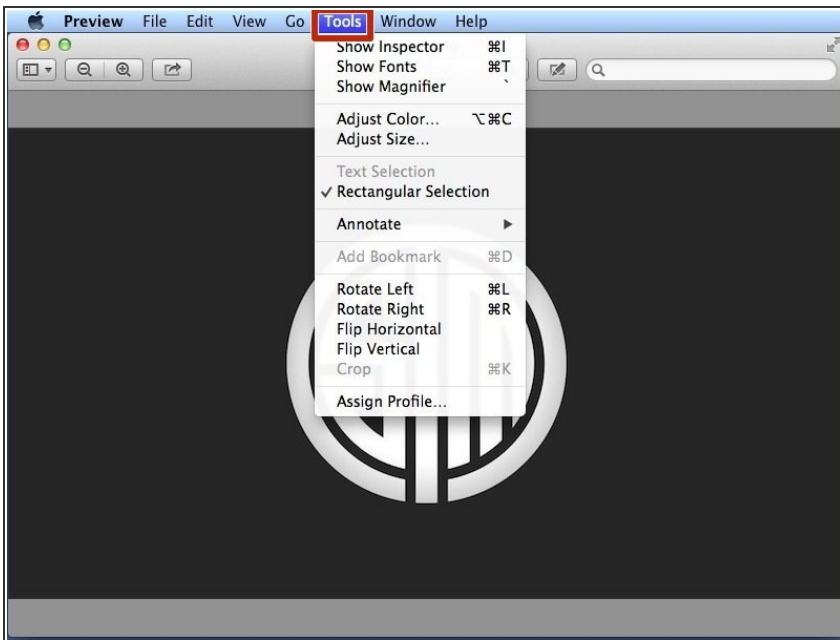 Preview File Edit View Go Tools Window Help
Show Inspector ⌘I
Show Fonts ⌘T
Show Magnifier `
Adjust Color... ⌥⌘C
Adjust Size...
Text Selection
✓ Rectangular Selection
Annotate ▶
Add Bookmark ⌘D
Rotate Left ⌘L
Rotate Right ⌘R
Flip Horizontal
Flip Vertical
Crop ⌘K
Assign Profile...